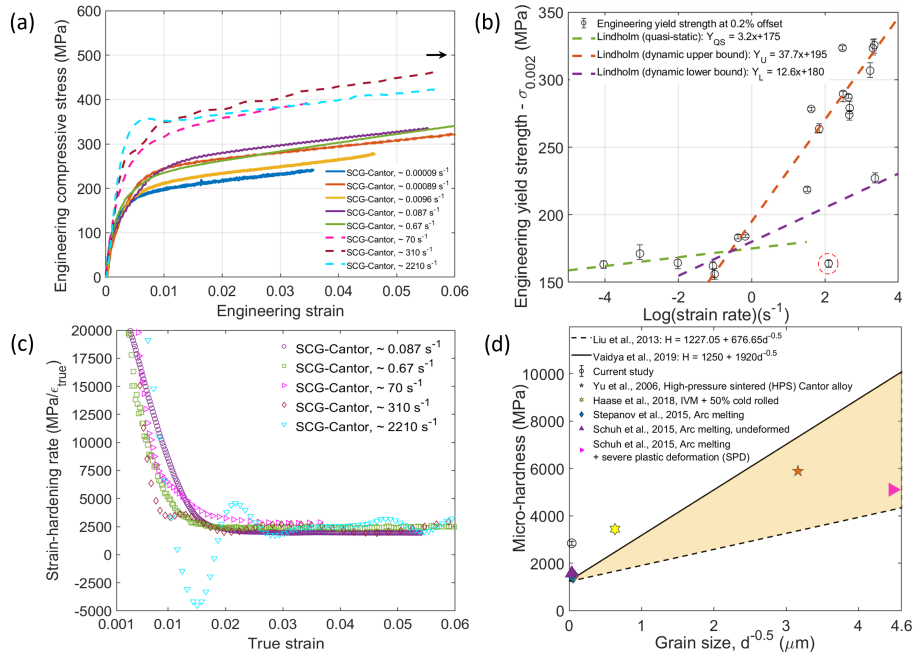 (a)
Engineering compressive stress (MPa)
600
500
400
300
200
100
0
SCG-Cantor, ~ 0.00009 s-1
SCG-Cantor, ~ 0.00089 s-1
SCG-Cantor, ~ 0.0096 s-1
SCG-Cantor, ~ 0.087 s-1
SCG-Cantor, ~ 0.67 s-1
SCG-Cantor, ~ 70 s-1
SCG-Cantor, ~ 310 s-1
SCG-Cantor, ~ 2210 s-1
0 0.01 0.02 0.03 0.04 0.05 0.06
Engineering strain
(b)
Engineering yield strength - σ0.002 (MPa)
350
300
250
200
150
Engineering yield strength at 0.2% offset
Lindholm (quasi-static): YQS = 3.2x+175
Lindholm (dynamic upper bound): YU = 37.7x+195
Lindholm (dynamic lower bound): YL = 12.6x+180
-4 -2 0 2 4
Log(strain rate)(s-1)
(c)
Strain-hardening rate (MPa/ϵtrue)
20000
17500
15000
12500
10000
7500
5000
2500
0
-2500
-5000
SCG-Cantor, ~ 0.087 s-1
SCG-Cantor, ~ 0.67 s-1
SCG-Cantor, ~ 70 s-1
SCG-Cantor, ~ 310 s-1
SCG-Cantor, ~ 2210 s-1
0.001 0.01 0.02 0.03 0.04 0.05 0.06
True strain
(d)
Micro-hardness (MPa)
10000
8000
6000
4000
2000
0
Liu et al., 2013: H = 1227.05 + 676.65d-0.5
Vaidya et al., 2019: H = 1250 + 1920d-0.5
Current study
Yu et al., 2006, High-pressure sintered (HPS) Cantor alloy
Haase et al., 2018, IVM + 50% cold rolled
Stepanov et al., 2015, Arc melting
Schuh et al., 2015, Arc melting, undeformed
Schuh et al., 2015, Arc melting
+ severe plastic deformation (SPD)
0 1 2 3 4 4.6
Grain size, d-0.5 (μm)